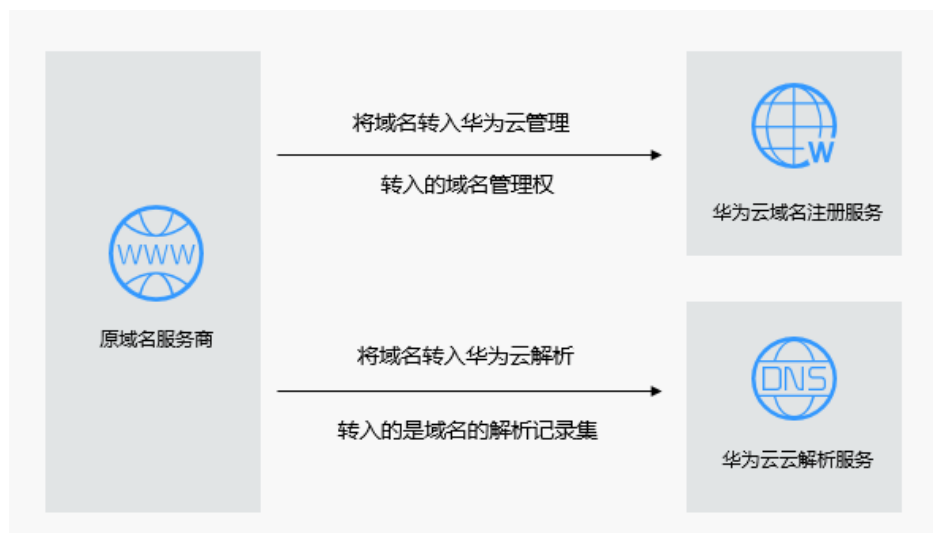 将域名转入华为云管理
转入的域名管理权
W
华为云域名注册服务
WWW
原域名服务商
将域名转入华为云解析
转入的是域名的解析记录集
DNS
华为云云解析服务